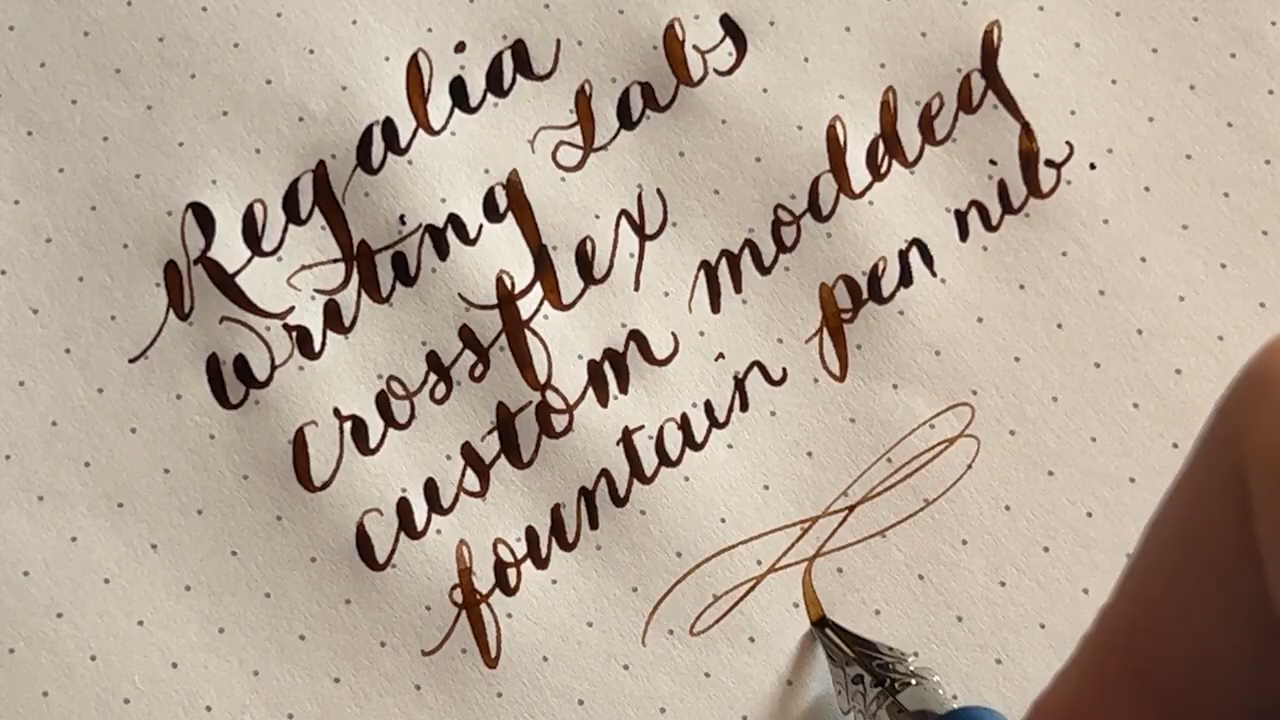 Regalia
Writing Labs
crossflex
custom modded
fountain pen nib.